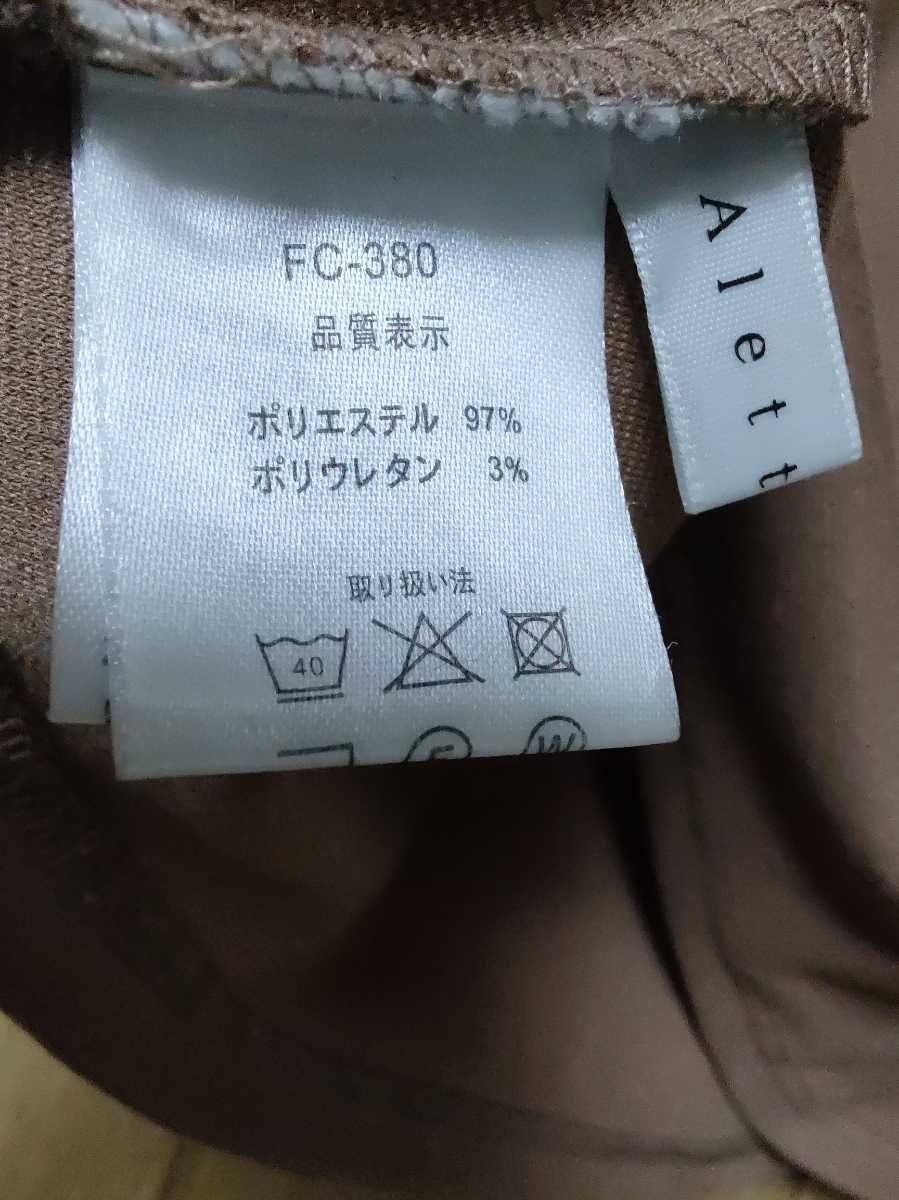 FC-380
品質表示
ポリエステル 97%
ポリウレタン 3%
取り扱い法
40
W
Alett